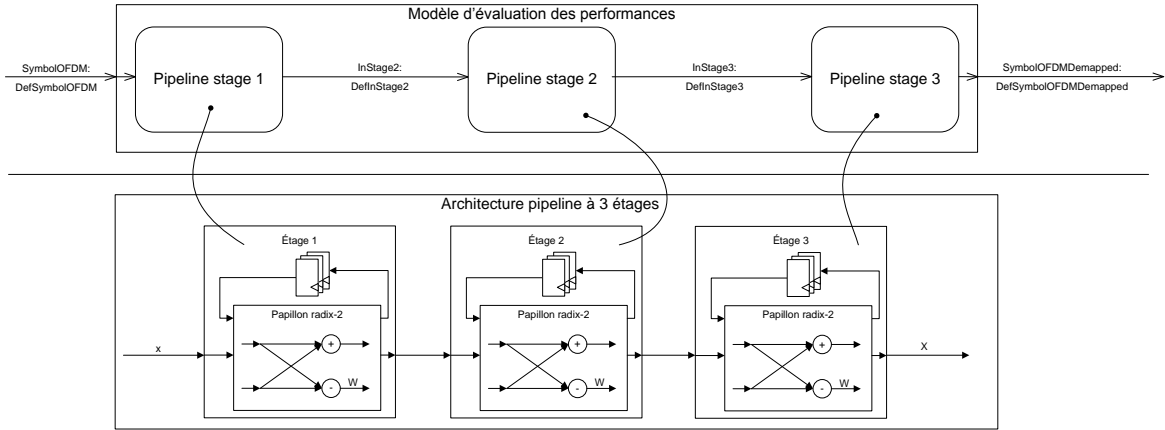 Modèle d'évaluation des performances
SymbolOFDM:
DefSymbolOFDM
Pipeline stage 1
InStage2:
DefInStage2
Pipeline stage 2
InStage3:
DefInStage3
Pipeline stage 3
SymbolOFDMDemapped:
DefSymbolOFDMDemapped
Architecture pipeline à 3 étages
Étage 1
Étage 2
Étage 3
Papillon radix-2
Papillon radix-2
Papillon radix-2
x
+
+
+
X
-
W
-
W
-
W